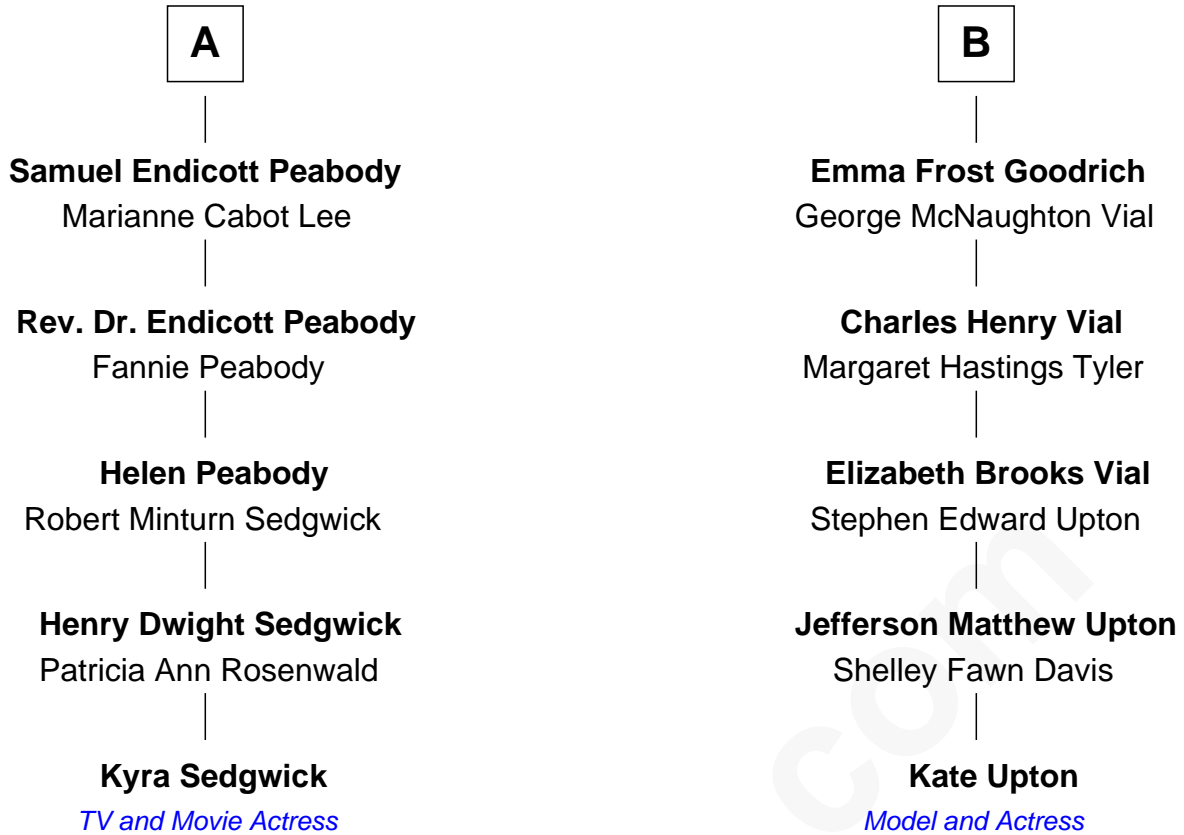 A
Samuel Endicott Peabody
Marianne Cabot Lee
Rev. Dr. Endicott Peabody
Fannie Peabody
Helen Peabody
Robert Minturn Sedgwick
Henry Dwight Sedgwick
Patricia Ann Rosenwald
Kyra Sedgwick
TV and Movie Actress
B
Emma Frost Goodrich
George McNaughton Vial
Charles Henry Vial
Margaret Hastings Tyler
Elizabeth Brooks Vial
Stephen Edward Upton
Jefferson Matthew Upton
Shelley Fawn Davis
Kate Upton
Model and Actress
com